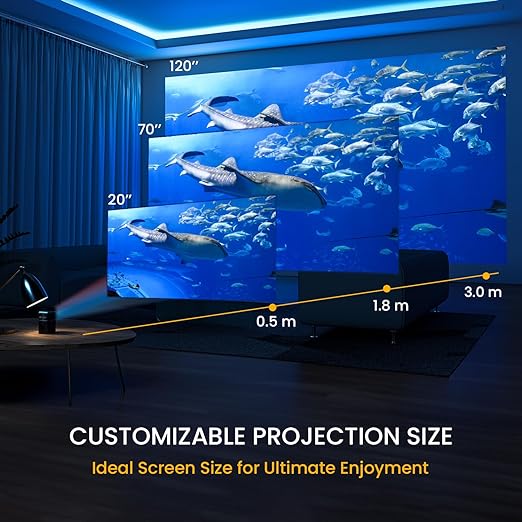 120″
70″
20″
0.5 m
1.8 m
3.0 m
CUSTOMIZABLE PROJECTION SIZE
Ideal Screen Size for Ultimate Enjoyment